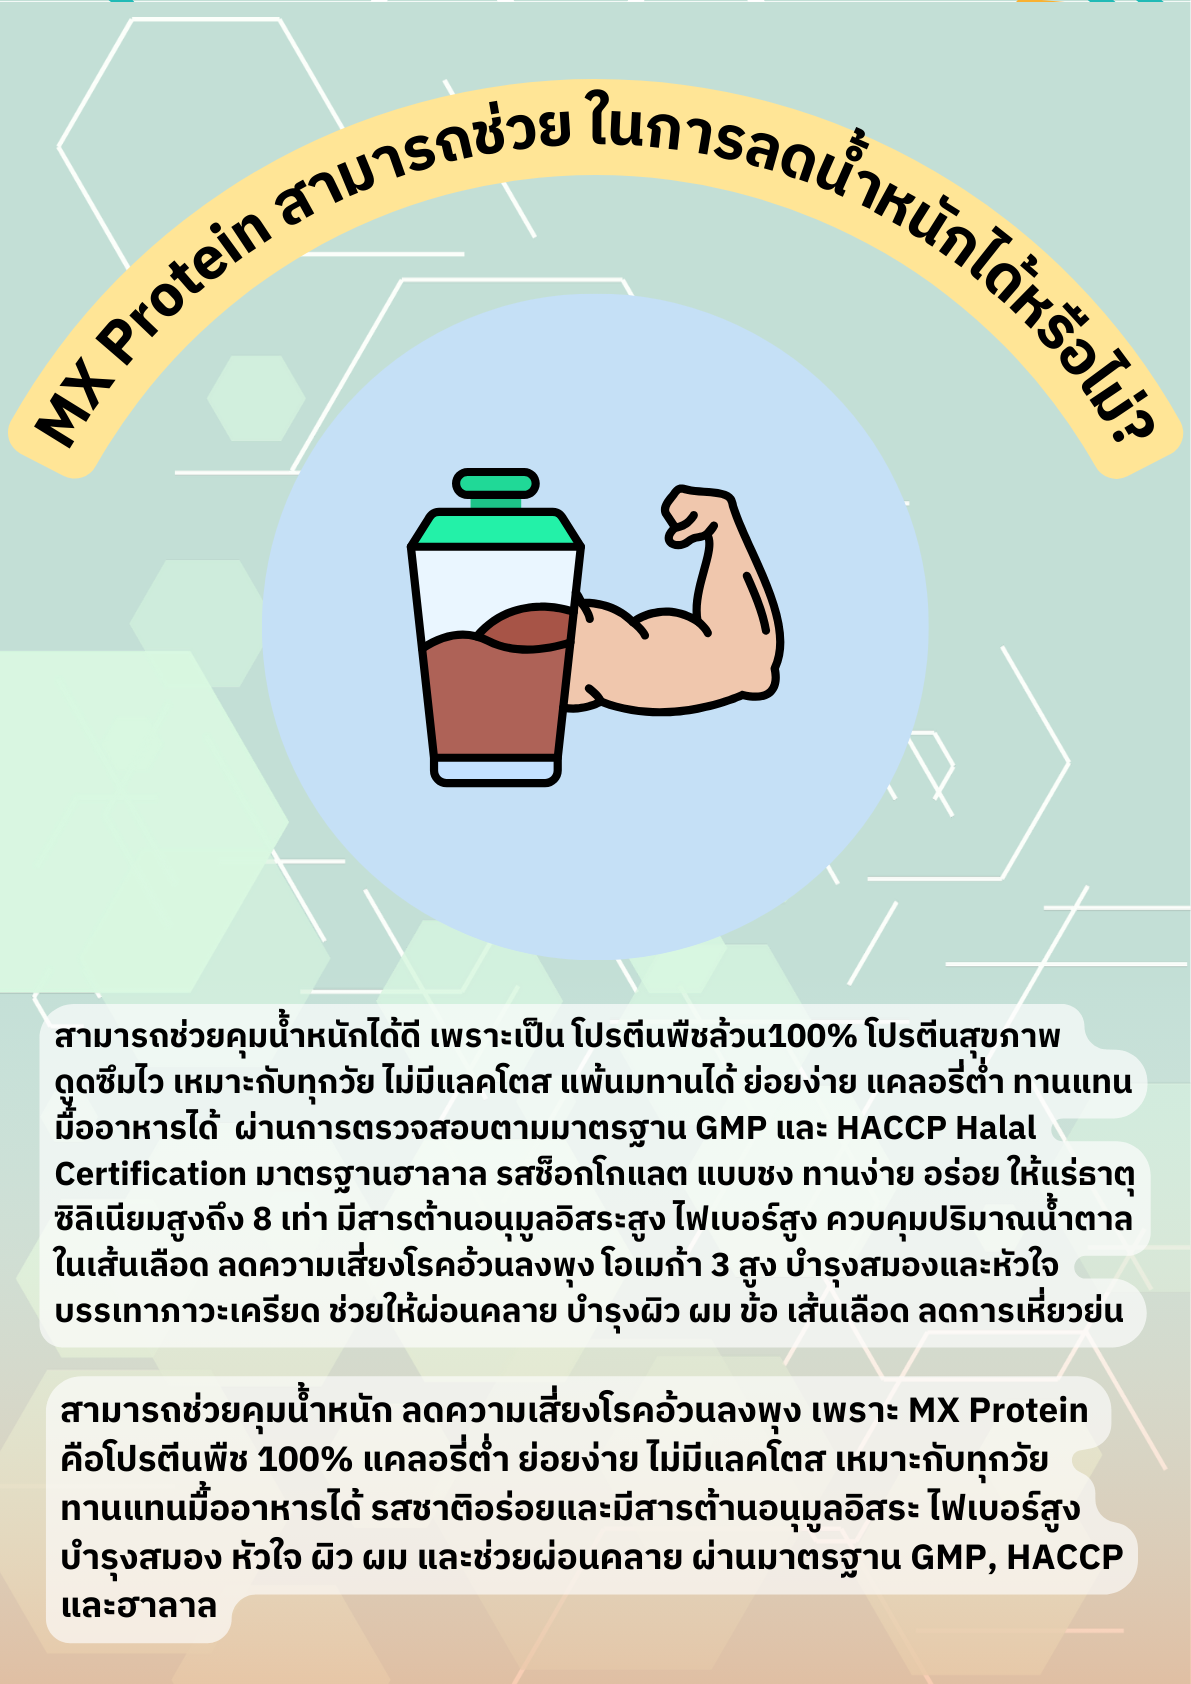 MX Protein สามารถช่วย ในการลดน้ำหนักได้หรือไม่?
สามารถช่วยคุมน้ำหนักได้ดี เพราะเป็น โปรตีนพืชล้วน100% โปรตีนสุขภาพ
ดูดซึมไว เหมาะกับทุกวัย ไม่มีแลคโตส แพ้นมทานได้ ย่อยง่าย แคลอรี่ต่ำ ทานแทน
มื้ออาหารได้  ผ่านการตรวจสอบตามมาตรฐาน GMP และ HACCP Halal
Certification มาตรฐานฮาลาล รสช็อกโกแลต แบบชง ทานง่าย อร่อย ให้แร่ธาตุ
ซิลิเนียมสูงถึง 8 เท่า มีสารต้านอนุมูลอิสระสูง ไฟเบอร์สูง ควบคุมปริมาณน้ำตาล
ในเส้นเลือด ลดความเสี่ยงโรคอ้วนลงพุง โอเมก้า 3 สูง บำรุงสมองและหัวใจ
บรรเทาภาวะเครียด ช่วยให้ผ่อนคลาย บำรุงผิว ผม ข้อ เส้นเลือด ลดการเหี่ยวย่น
สามารถช่วยคุมน้ำหนัก ลดความเสี่ยงโรคอ้วนลงพุง เพราะ MX Protein
คือโปรตีนพืช 100% แคลอรี่ต่ำ ย่อยง่าย ไม่มีแลคโตส เหมาะกับทุกวัย
ทานแทนมื้ออาหารได้ รสชาติอร่อยและมีสารต้านอนุมูลอิสระ ไฟเบอร์สูง
บำรุงสมอง หัวใจ ผิว ผม และช่วยผ่อนคลาย ผ่านมาตรฐาน GMP, HACCP
และฮาลาล